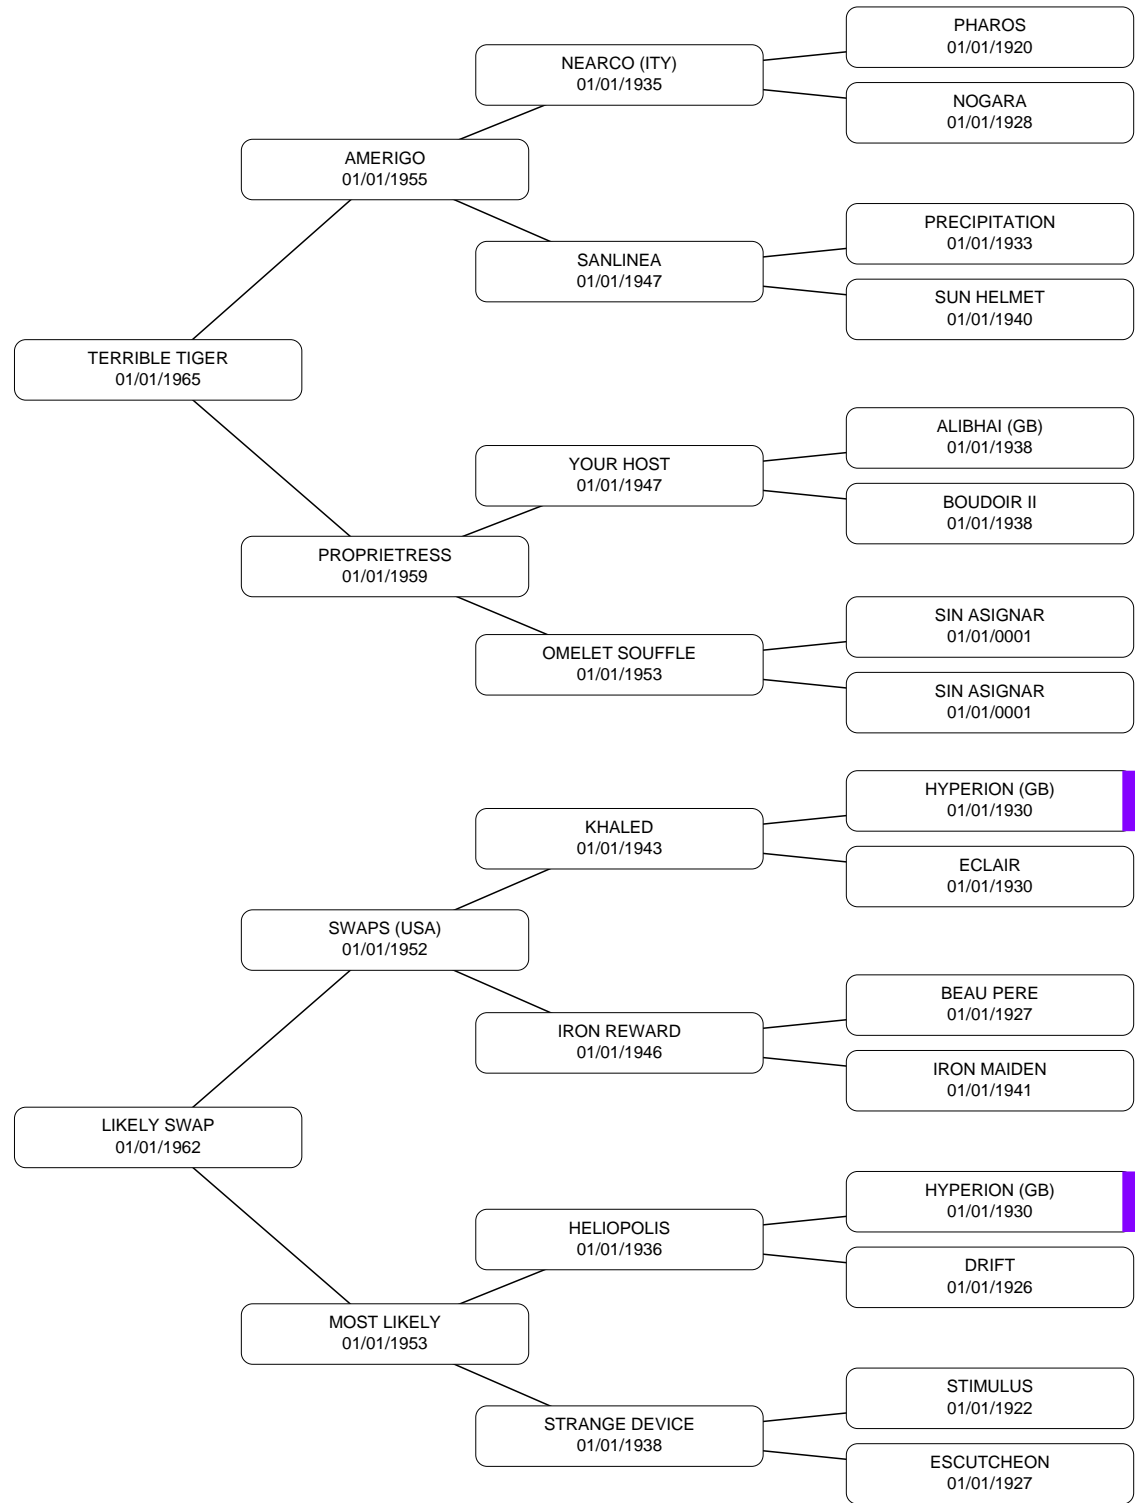 PHAROS
01/01/1920
NEARCO (ITY)
01/01/1935
NOGARA
01/01/1928
AMERIGO
01/01/1955
PRECIPITATION
01/01/1933
SANLINEA
01/01/1947
SUN HELMET
01/01/1940
TERRIBLE TIGER
01/01/1965
ALIBHAI (GB)
01/01/1938
YOUR HOST
01/01/1947
BOUDOIR II
01/01/1938
PROPRIETRESS
01/01/1959
SIN ASIGNAR
01/01/0001
OMELET SOUFFLE
01/01/1953
SIN ASIGNAR
01/01/0001
HYPERION (GB)
01/01/1930
KHALED
01/01/1943
ECLAIR
01/01/1930
SWAPS (USA)
01/01/1952
BEAU PERE
01/01/1927
IRON REWARD
01/01/1946
IRON MAIDEN
01/01/1941
LIKELY SWAP
01/01/1962
HYPERION (GB)
01/01/1930
HELIOPOLIS
01/01/1936
DRIFT
01/01/1926
MOST LIKELY
01/01/1953
STIMULUS
01/01/1922
STRANGE DEVICE
01/01/1938
ESCUTCHEON
01/01/1927